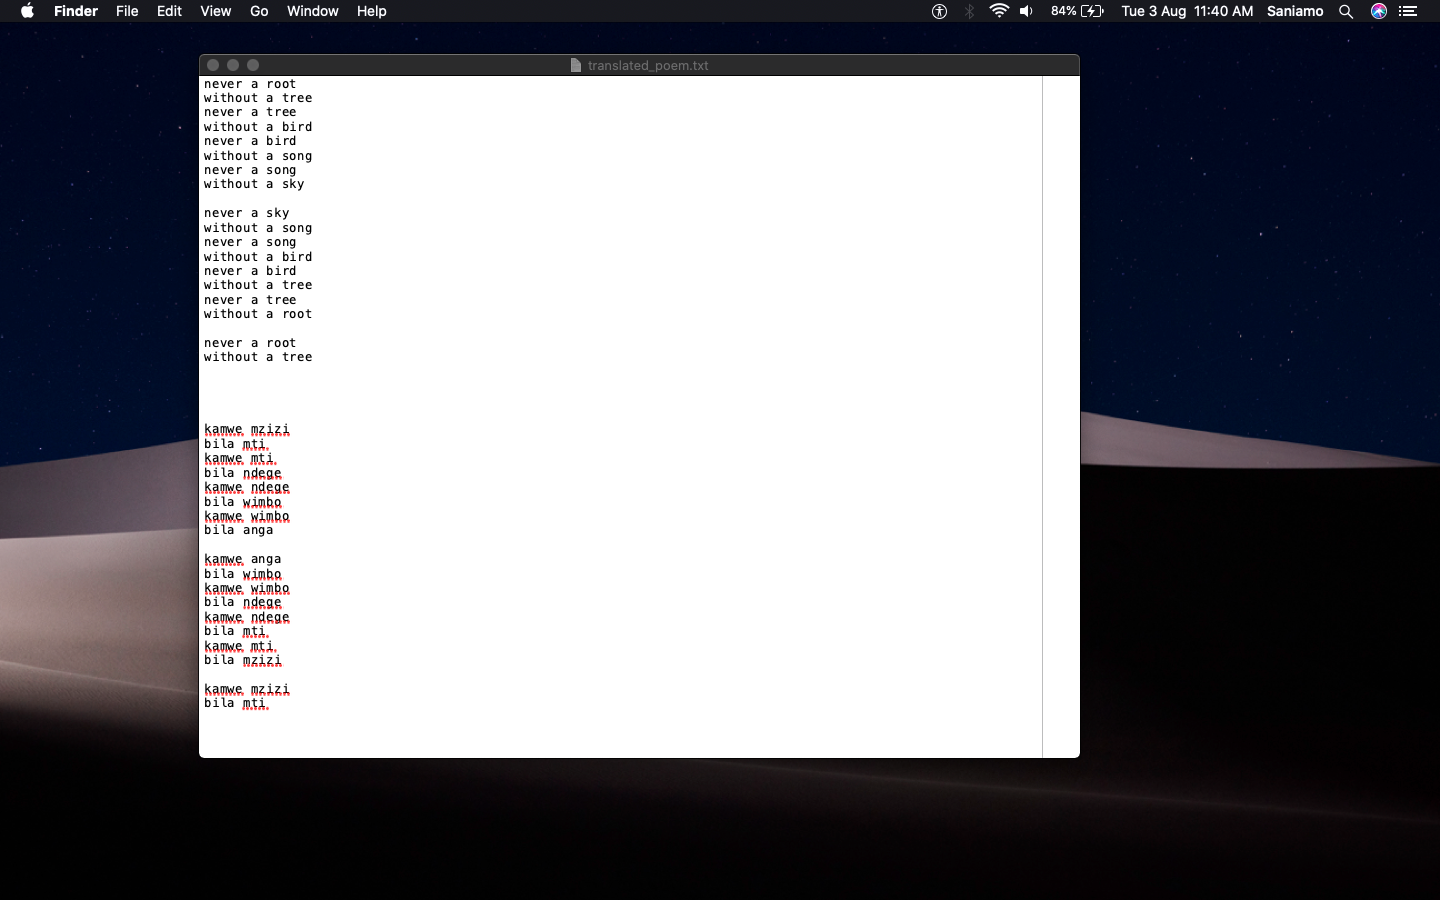 Finder File Edit View Go Window Help 84% Tue 3 Aug 11:40 AM Saniamo
translated_poem.txt
never a root
without a tree
never a tree
without a bird
never a bird
without a song
never a song
without a sky

never a sky
without a song
never a song
without a bird
never a bird
without a tree
never a tree
without a root

never a root
without a tree

kamwe mzizi
bila mti
kamwe mti
bila ndege
kamwe ndege
bila wimbo
kamwe wimbo
bila anga

kamwe anga
bila wimbo
kamwe wimbo
bila ndege
kamwe ndege
bila mti
kamwe mti
bila mzizi

kamwe mzizi
bila mti